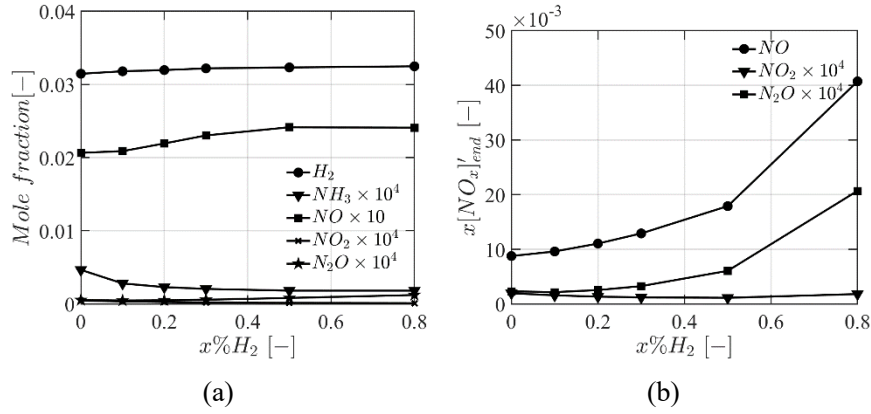 0.04
0.03
0.02
0.01
0
Mole fraction[−]
H₂
NH₃ × 10⁴
NO × 10
NO₂ × 10⁴
N₂O × 10⁴
0 0.2 0.4 0.6 0.8
x%H₂ [−]
(a)
×10⁻³
50
40
30
20
10
0
x[NOₓ]′ₑₙ𝒹 [−]
NO
NO₂ × 10⁴
N₂O × 10⁴
0 0.2 0.4 0.6 0.8
x%H₂ [−]
(b)